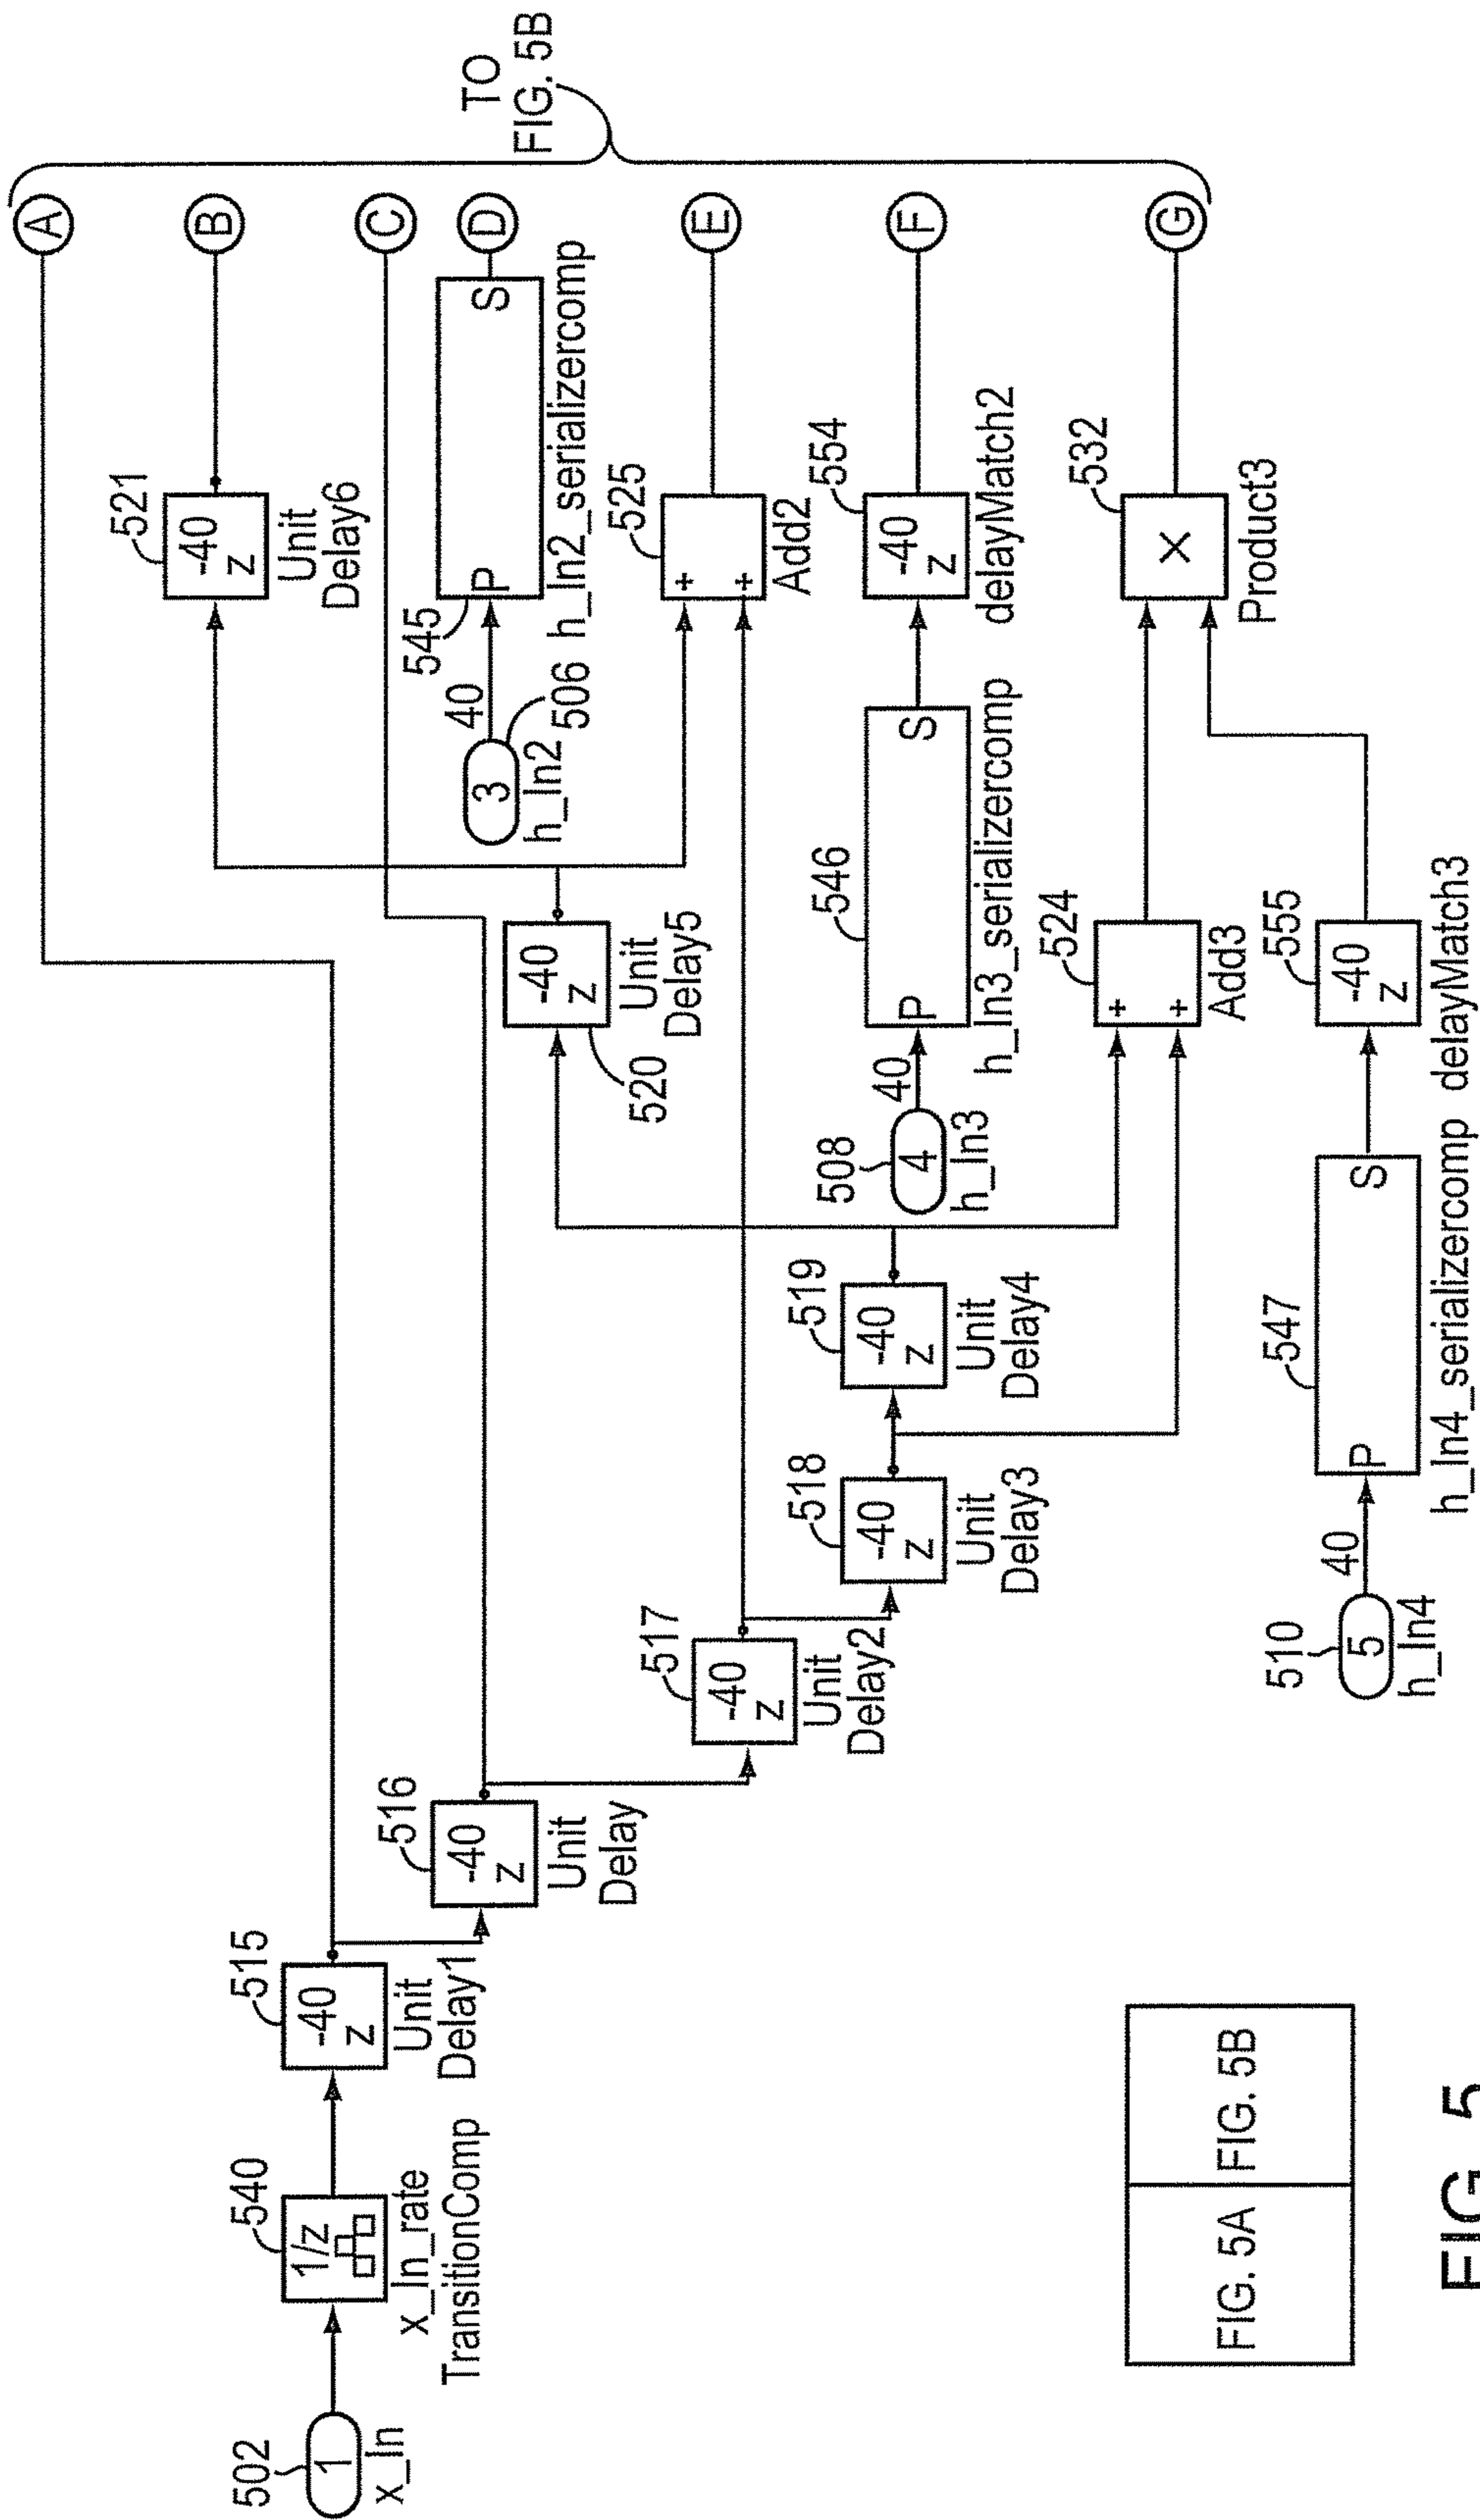 A
B
C
D
E
F
G
TO
FIG. 5B
521
-40
z
Unit
Delay6
545
P
S
h_In2_serializercomp
40
506
3
h_In2
525
+
+
Add2
554
-40
z
delayMatch2
532
×
Product3
520
-40
z
Unit
Delay5
546
P
S
h_In3_serializercomp
40
508
4
h_In3
524
+
+
Add3
555
-40
z
delayMatch3
519
-40
z
Unit
Delay4
518
-40
z
Unit
Delay3
547
P
S
h_In4_serializercomp
40
510
5
h_In4
517
-40
z
Unit
Delay2
516
-40
z
Unit
Delay
515
-40
z
Unit
Delay1
540
1/z
x_In_rate
TransitionComp
502
1
x_In
FIG. 5A
FIG. 5B
FIG. 5